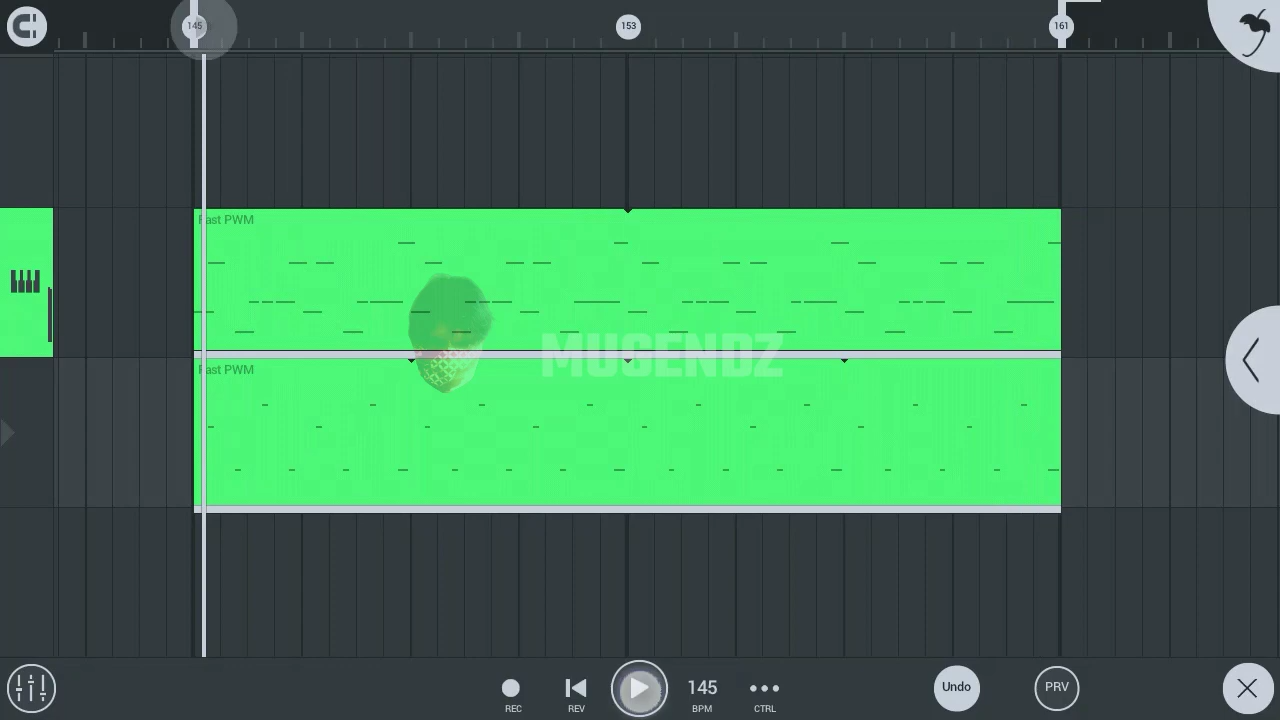 145 153 161
Fast PWM
MUGENDZ
Fast PWM
145 Undo PRV
REC REV BPM CTRL